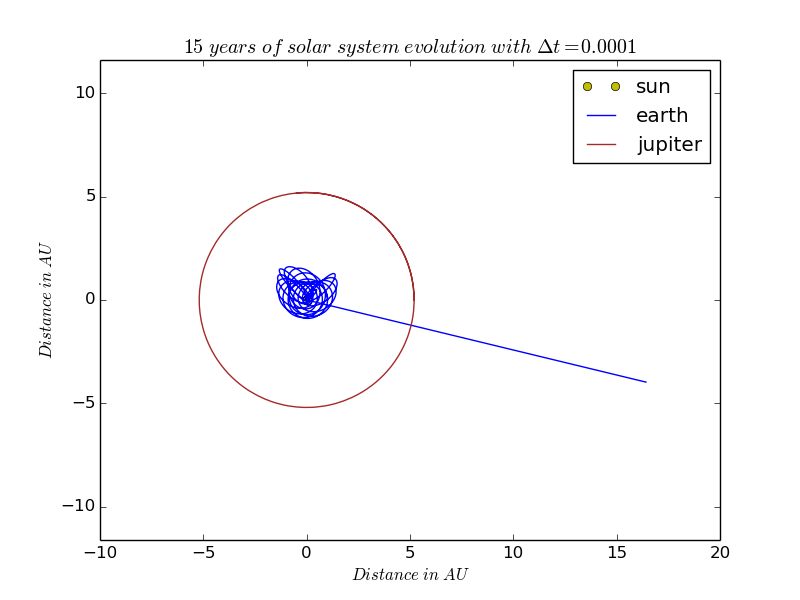 15 years of solar system evolution with Δt=0.0001
sun
earth
jupiter
10
5
0
−5
−10
Distance in AU
−10 −5 0 5 10 15 20
Distance in AU